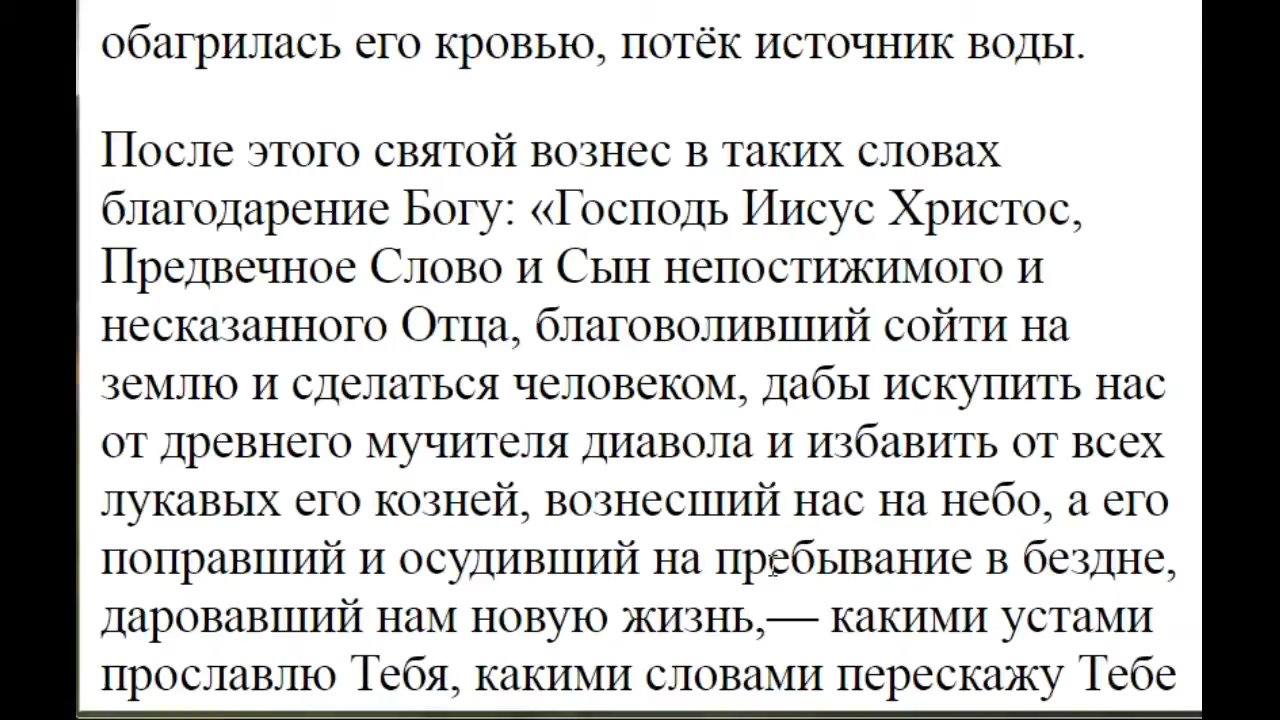 обагрилась его кровью, потёк источник воды.
После этого святой вознес в таких словах
благодарение Богу: «Господь Иисус Христос,
Предвечное Слово и Сын непостижимого и
несказанного Отца, благоволивший сойти на
землю и сделаться человеком, дабы искупить нас
от древнего мучителя диавола и избавить от всех
лукавых его козней, вознесший нас на небо, а его
поправший и осудивший на пребывание в бездне,
даровавший нам новую жизнь,— какими устами
прославлю Тебя, какими словами перескажу Тебе